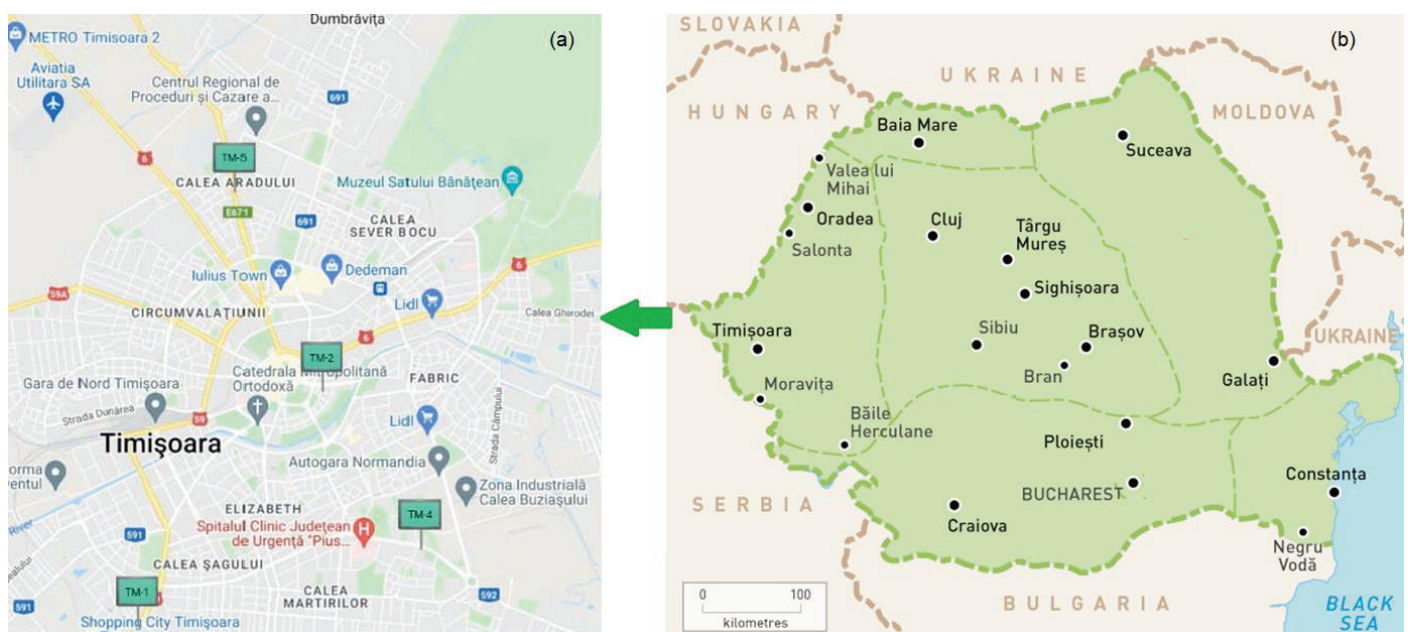 Dumbrăvița
(a)
METRO Timisoara 2
Aviatia
Utilitara SA
Centrul Regional de
Proceduri și Cazare a...
691
6
TM-5
CALEA ARADULUI
Muzeul Satului Bănățean
E671
691
CALEA
SEVER BOCU
6
Iulius Town
Dedeman
59A
Lidl
CIRCUMVALAȚIUNII
Calea Ghirodei
6
TM-2
Gara de Nord Timișoara
Catedrala Mitropolitană
Ortodoxă
FABRIC
Strada Dunărea
59
Lidl
Strada Câmpului
Timișoara
Autogara Normandia
Zona Industrială
Calea Buziașului
River
ELIZABETH
TM-4
Spitalul Clinic Județean
de Urgență "Pius...
591
CALEA ȘAGULUI
TM-1
CALEA
MARTIRILOR
592
591
Shopping City Timișoara
SLOVAKIA
(b)
UKRAINE
HUNGARY
MOLDOVA
Baia Mare
Suceava
Valea lui
Mihai
Oradea
Cluj
Târgu
Mureș
Salonta
Sighișoara
Timișoara
Sibiu
Brașov
UKRAINE
Bran
Galați
Moravița
Băile
Herculane
Ploiești
Constanța
BUCHAREST
SERBIA
Craiova
Negru
Vodă
0 100
kilometres
BULGARIA
BLACK
SEA